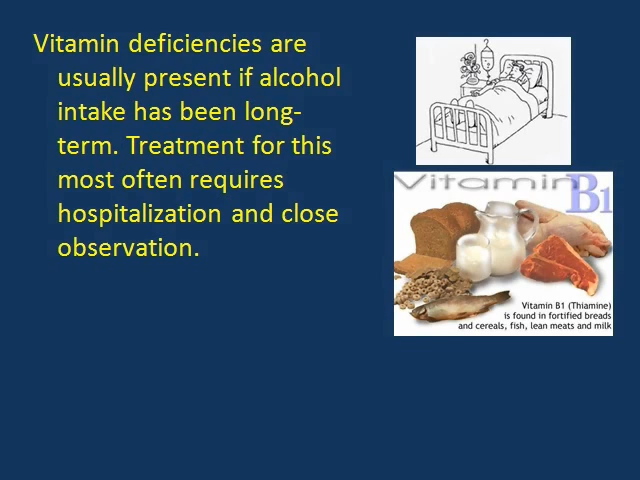 Vitamin deficiencies are
usually present if alcohol
intake has been long-
term. Treatment for this
most often requires
hospitalization and close
observation.
Vitamin B1
Vitamin B1 (Thiamine)
is found in fortified breads
and cereals, fish, lean meats and milk